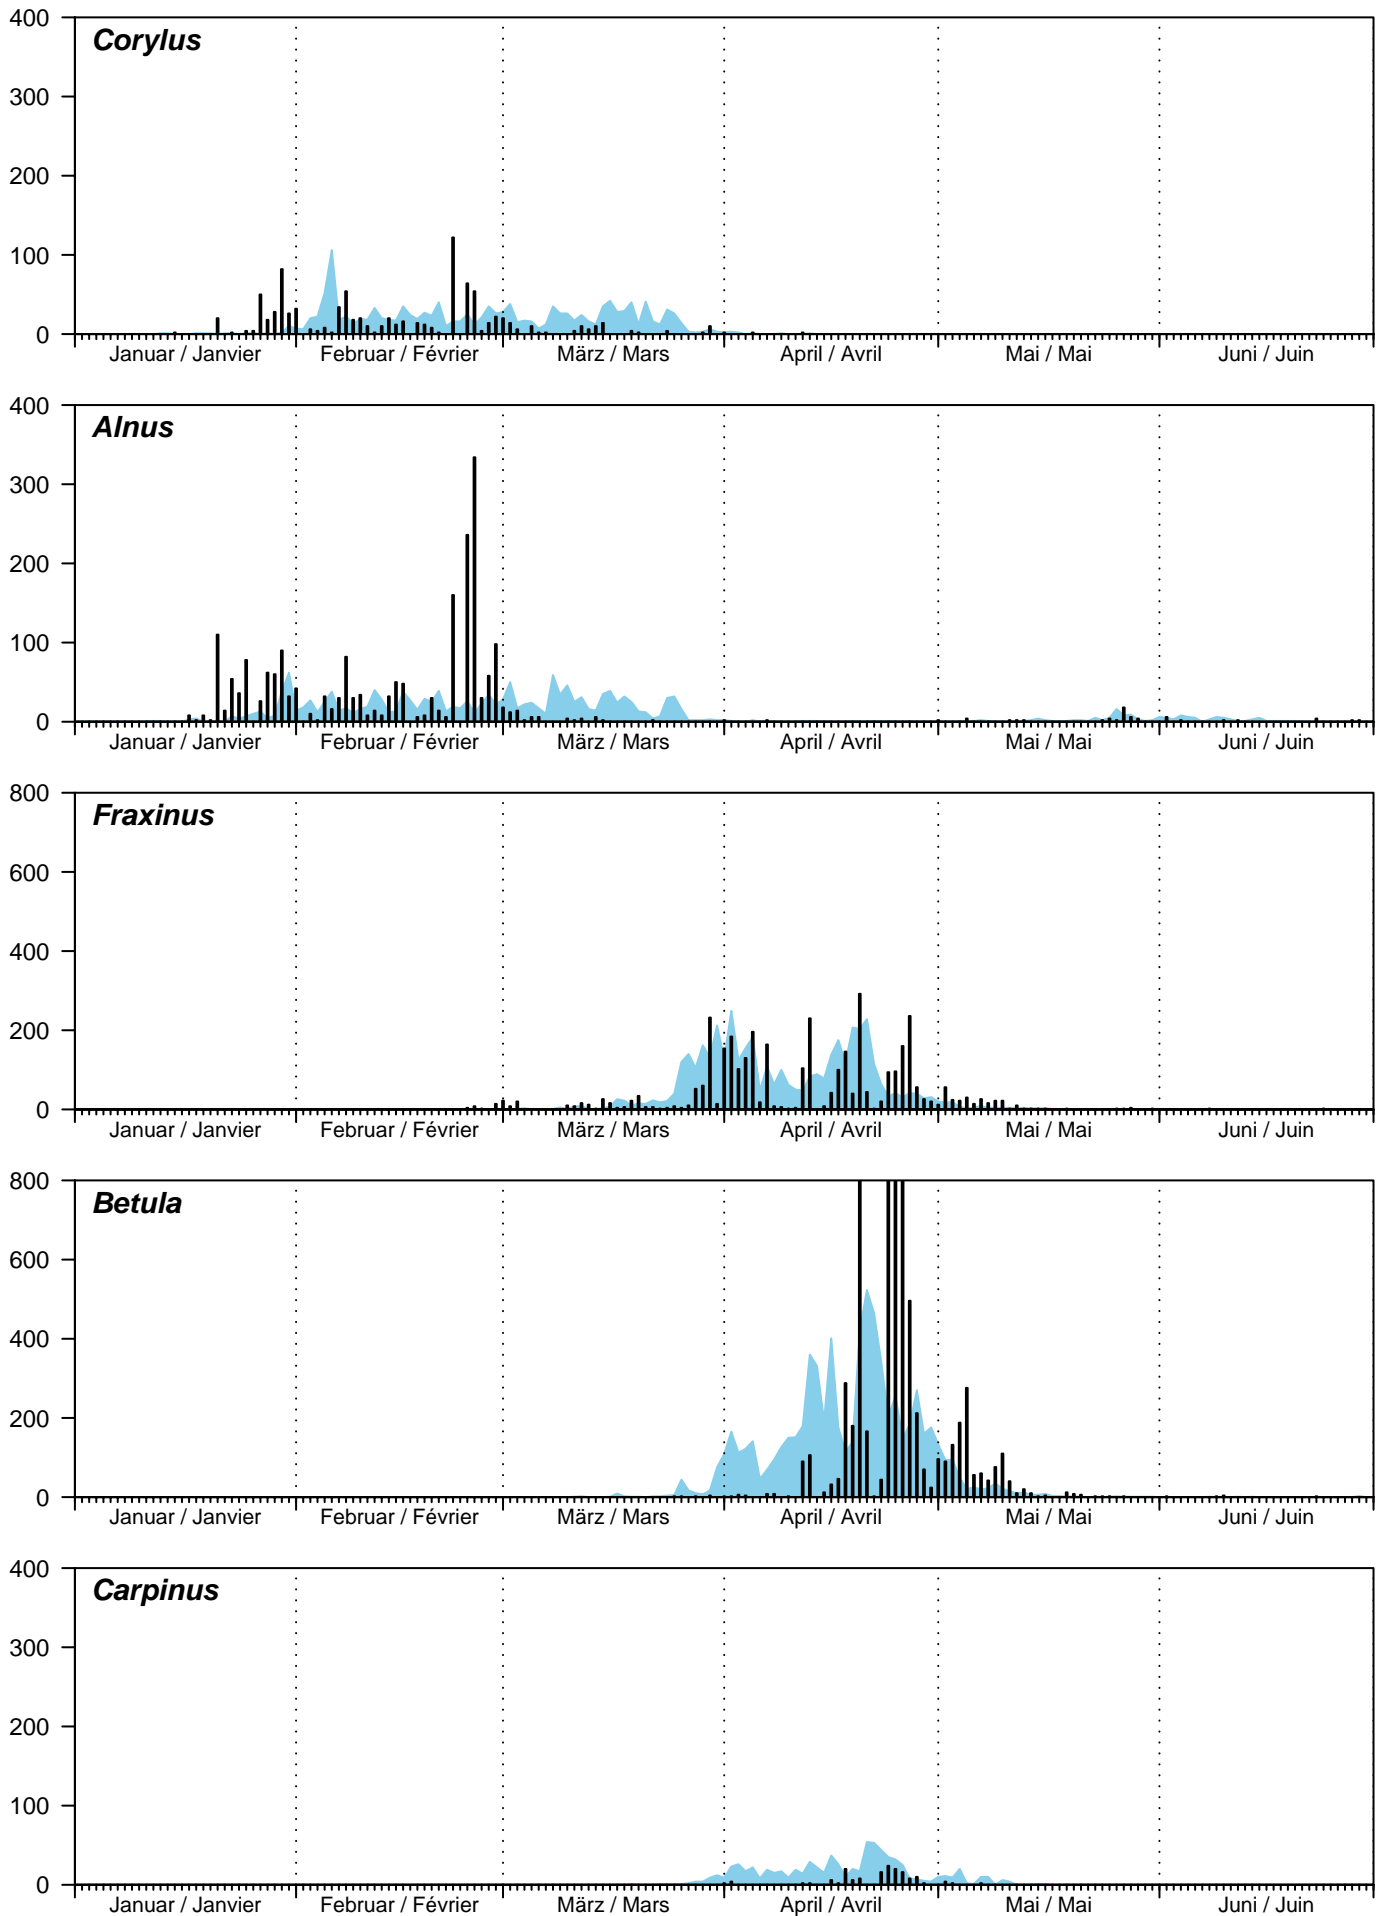 400
Corylus
300
200
100
0
Januar / Janvier Februar / Février März / Mars April / Avril Mai / Mai Juni / Juin
400
Alnus
300
200
100
0
Januar / Janvier Februar / Février März / Mars April / Avril Mai / Mai Juni / Juin
800
Fraxinus
600
400
200
0
Januar / Janvier Februar / Février März / Mars April / Avril Mai / Mai Juni / Juin
800
Betula
600
400
200
0
Januar / Janvier Februar / Février März / Mars April / Avril Mai / Mai Juni / Juin
400
Carpinus
300
200
100
0
Januar / Janvier Februar / Février März / Mars April / Avril Mai / Mai Juni / Juin